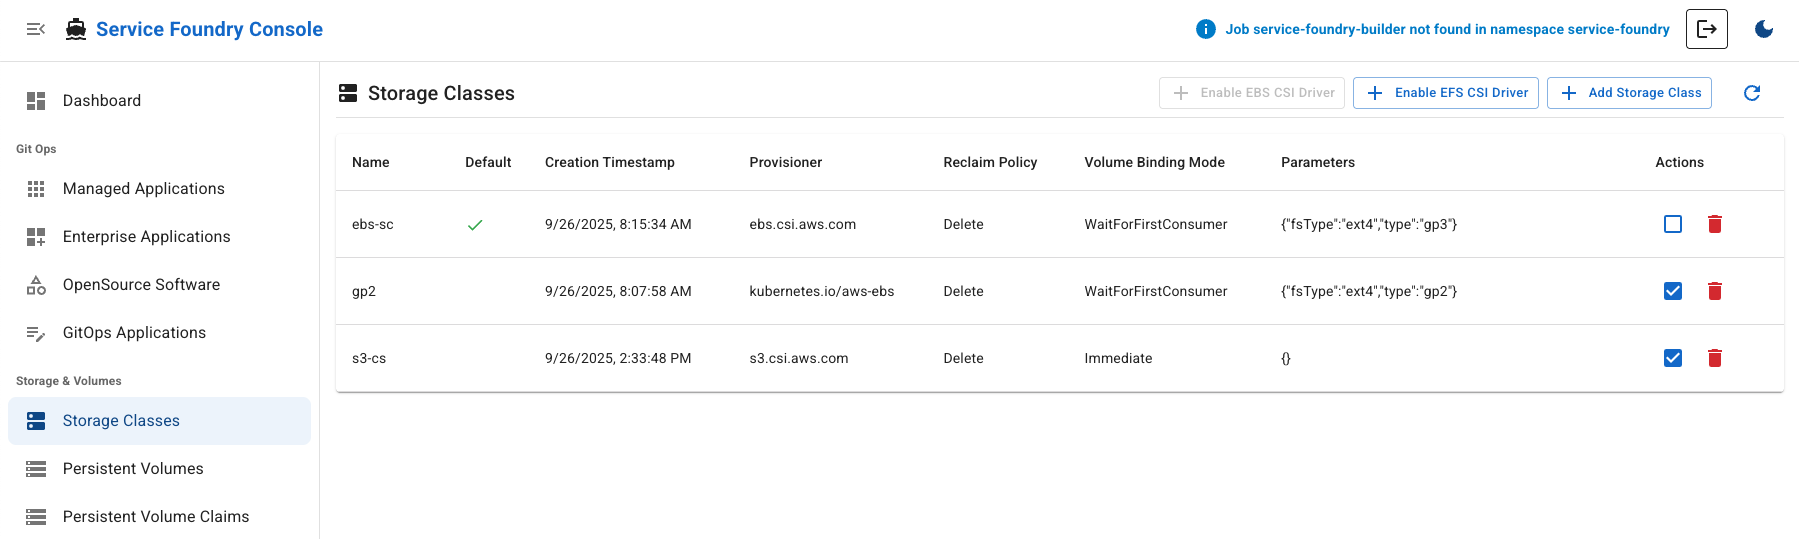 Service Foundry Console
Job service-foundry-builder not found in namespace service-foundry
Dashboard
Git Ops
Managed Applications
Enterprise Applications
OpenSource Software
GitOps Applications
Storage & Volumes
Storage Classes
Persistent Volumes
Persistent Volume Claims
Storage Classes
Enable EBS CSI Driver
Enable EFS CSI Driver
Add Storage Class
Name Default Creation Timestamp Provisioner Reclaim Policy Volume Binding Mode Parameters Actions
ebs-sc 9/26/2025, 8:15:34 AM ebs.csi.aws.com Delete WaitForFirstConsumer {"fsType":"ext4","type":"gp3"}
gp2 9/26/2025, 8:07:58 AM kubernetes.io/aws-ebs Delete WaitForFirstConsumer {"fsType":"ext4","type":"gp2"}
s3-cs 9/26/2025, 2:33:48 PM s3.csi.aws.com Delete Immediate {}